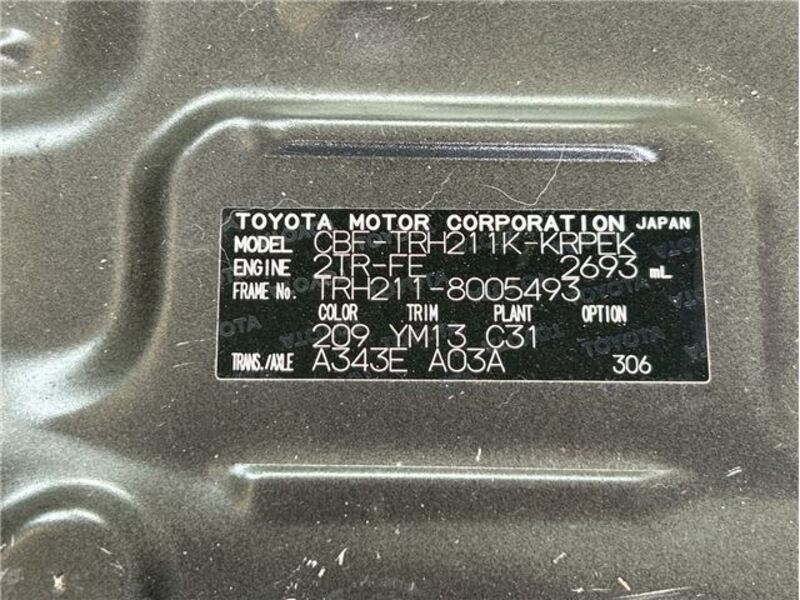 TOYOTA MOTOR CORPORATION JAPAN
MODEL CBF-TRH211K-KRPEK
ENGINE 2TR-FE 2693 mL
FRAME No. TRH211-8005493
COLOR TRIM PLANT OPTION
209 YM13 C31
TRANS./AXLE A343E A03A 306